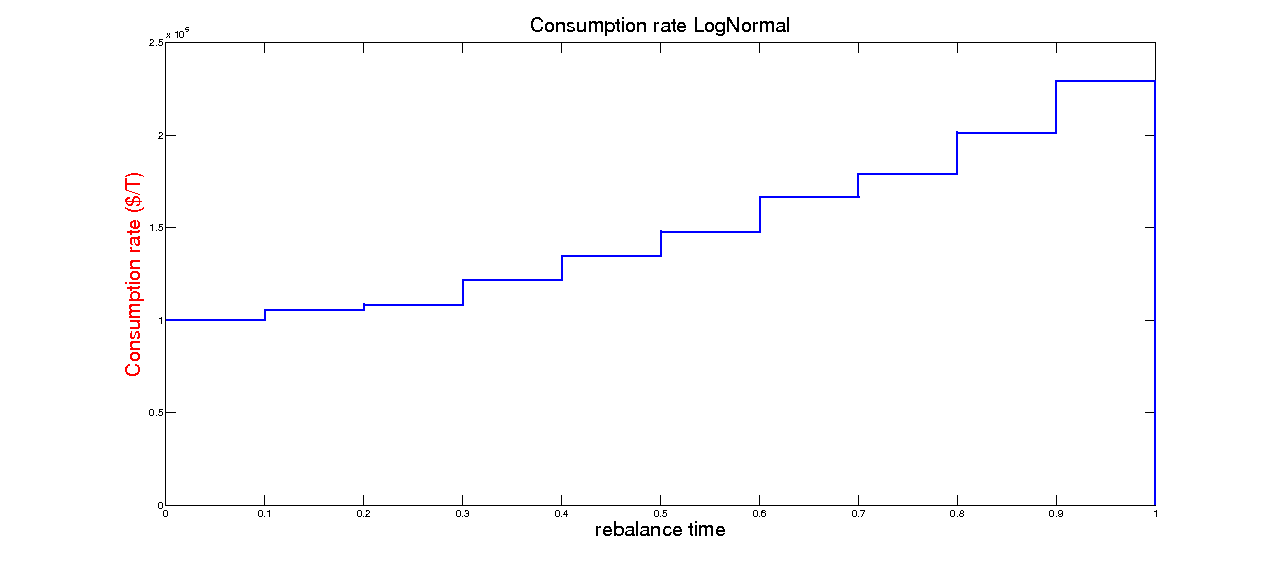 Consumption rate LogNormal
x 10^5
2.5
2
1.5
1
0.5
0
Consumption rate ($/T)
0 0.1 0.2 0.3 0.4 0.5 0.6 0.7 0.8 0.9 1
rebalance time